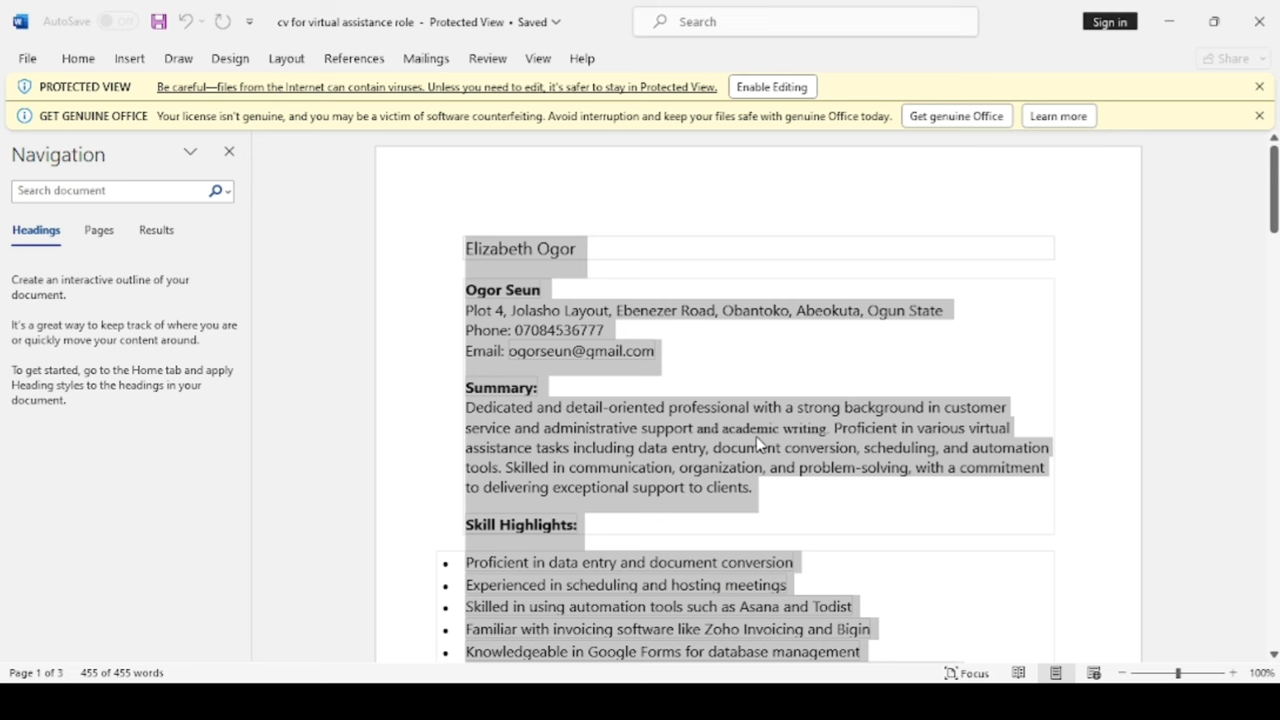 AutoSave Off cv for virtual assistance role - Protected View • Saved Search Sign in
File Home Insert Draw Design Layout References Mailings Review View Help Share
PROTECTED VIEW Be careful—files from the Internet can contain viruses. Unless you need to edit, it's safer to stay in Protected View. Enable Editing
GET GENUINE OFFICE Your license isn't genuine, and you may be a victim of software counterfeiting. Avoid interruption and keep your files safe with genuine Office today. Get genuine Office Learn more
Navigation
Search document
Headings Pages Results
Create an interactive outline of your
document.
It's a great way to keep track of where you are
or quickly move your content around.
To get started, go to the Home tab and apply
Heading styles to the headings in your
document.
Elizabeth Ogor
Ogor Seun
Plot 4, Jolasho Layout, Ebenezer Road, Obantoko, Abeokuta, Ogun State
Phone: 07084536777
Email: ogorseun@gmail.com
Summary:
Dedicated and detail-oriented professional with a strong background in customer
service and administrative support and academic writing. Proficient in various virtual
assistance tasks including data entry, document conversion, scheduling, and automation
tools. Skilled in communication, organization, and problem-solving, with a commitment
to delivering exceptional support to clients.
Skill Highlights:
• Proficient in data entry and document conversion
• Experienced in scheduling and hosting meetings
• Skilled in using automation tools such as Asana and Todist
• Familiar with invoicing software like Zoho Invoicing and Bigin
• Knowledgeable in Google Forms for database management
Page 1 of 3 455 of 455 words Focus 100%